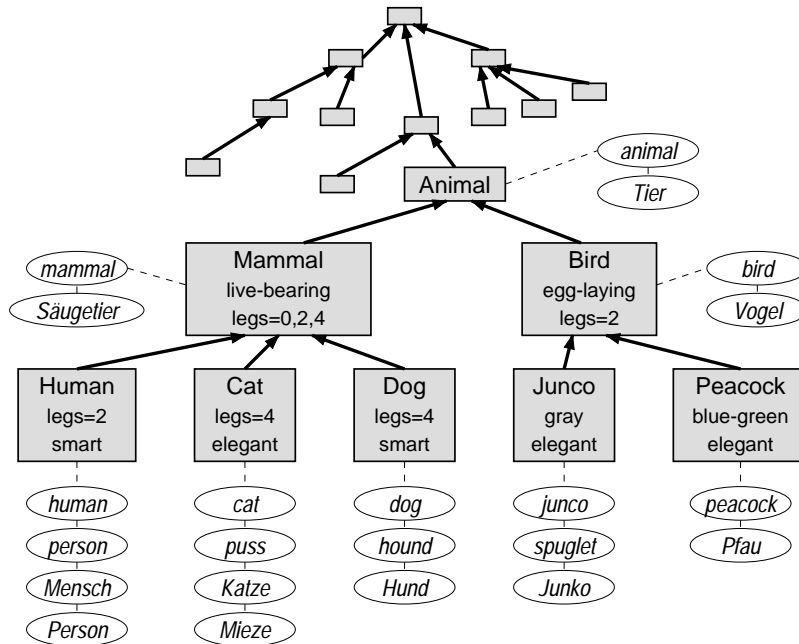 animal
Tier
Animal
mammal
Säugetier
Mammal
live-bearing
legs=0,2,4
Bird
egg-laying
legs=2
bird
Vogel
Human
legs=2
smart
Cat
legs=4
elegant
Dog
legs=4
smart
Junco
gray
elegant
Peacock
blue-green
elegant
human
person
Mensch
Person
cat
puss
Katze
Mieze
dog
hound
Hund
junco
spuglet
Junko
peacock
Pfau